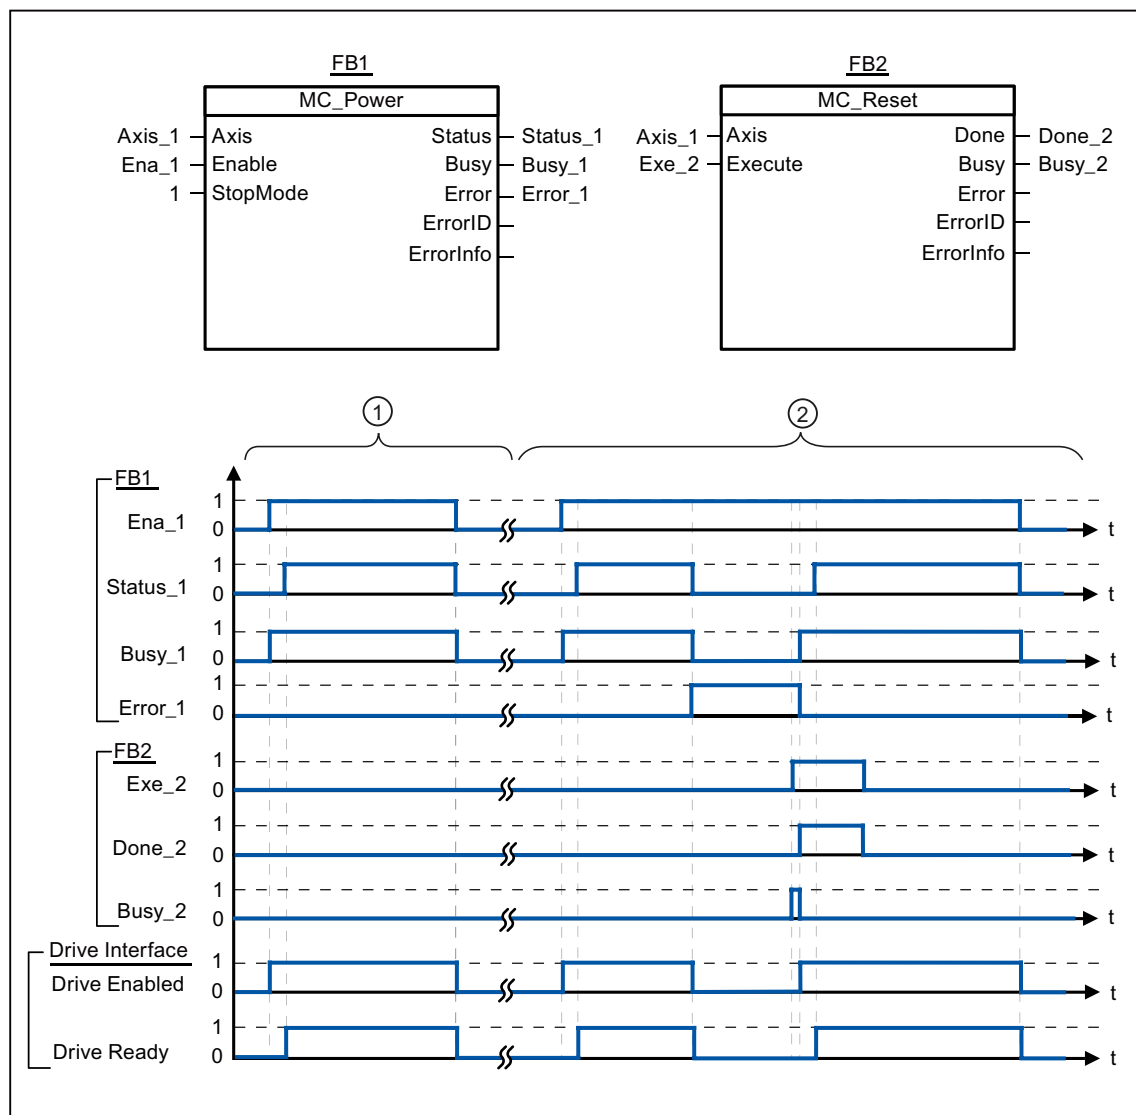 FB1
MC_Power
Axis_1 Axis Status Status_1
Ena_1 Enable Busy Busy_1
1 StopMode Error Error_1
ErrorID
ErrorInfo
FB2
MC_Reset
Axis_1 Axis Done Done_2
Exe_2 Execute Busy Busy_2
Error
ErrorID
ErrorInfo
1
2
FB1
1
Ena_1 0 t
1
Status_1 0 t
1
Busy_1 0 t
1
Error_1 0 t
FB2
1
Exe_2 0 t
1
Done_2 0 t
1
Busy_2 0 t
Drive Interface
1
Drive Enabled 0 t
1
Drive Ready 0 t